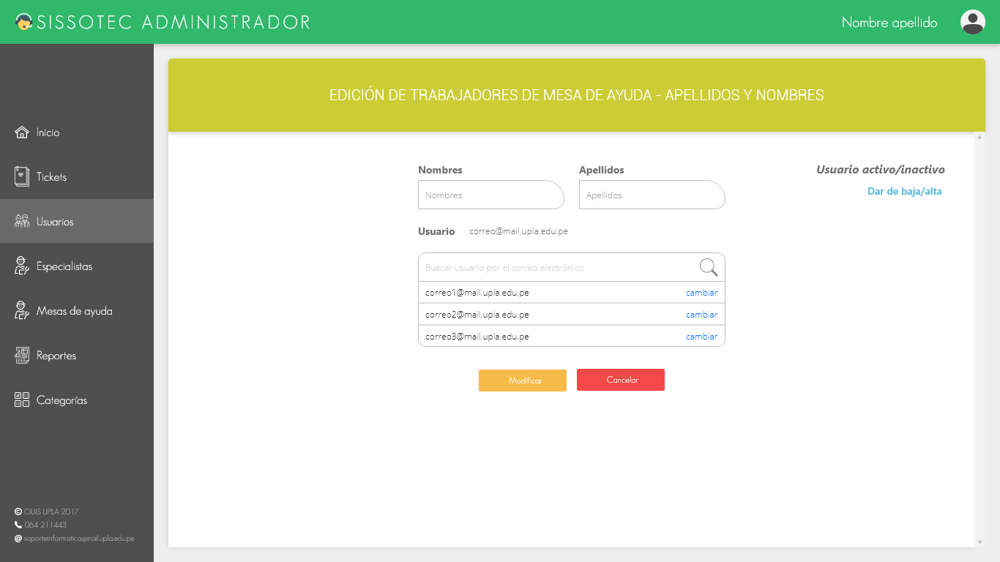 SISSOTEC ADMINISTRADOR
Nombre apellido
Inicio
Tickets
Usuarios
Especialistas
Mesas de ayuda
Reportes
Categorías
© OUIS UPLA 2017
064 211443
@ soporteinformatica@mail.upla.edu.pe
EDICIÓN DE TRABAJADORES DE MESA DE AYUDA - APELLIDOS Y NOMBRES
Nombres Apellidos
Nombres Apellidos
Usuario activo/inactivo
Dar de baja/alta
Usuario correo@mail.upla.edu.pe
Buscar usuario por el correo electrónico
correo1@mail.upla.edu.pe cambiar
correo2@mail.upla.edu.pe cambiar
correo3@mail.upla.edu.pe cambiar
Modificar Cancelar